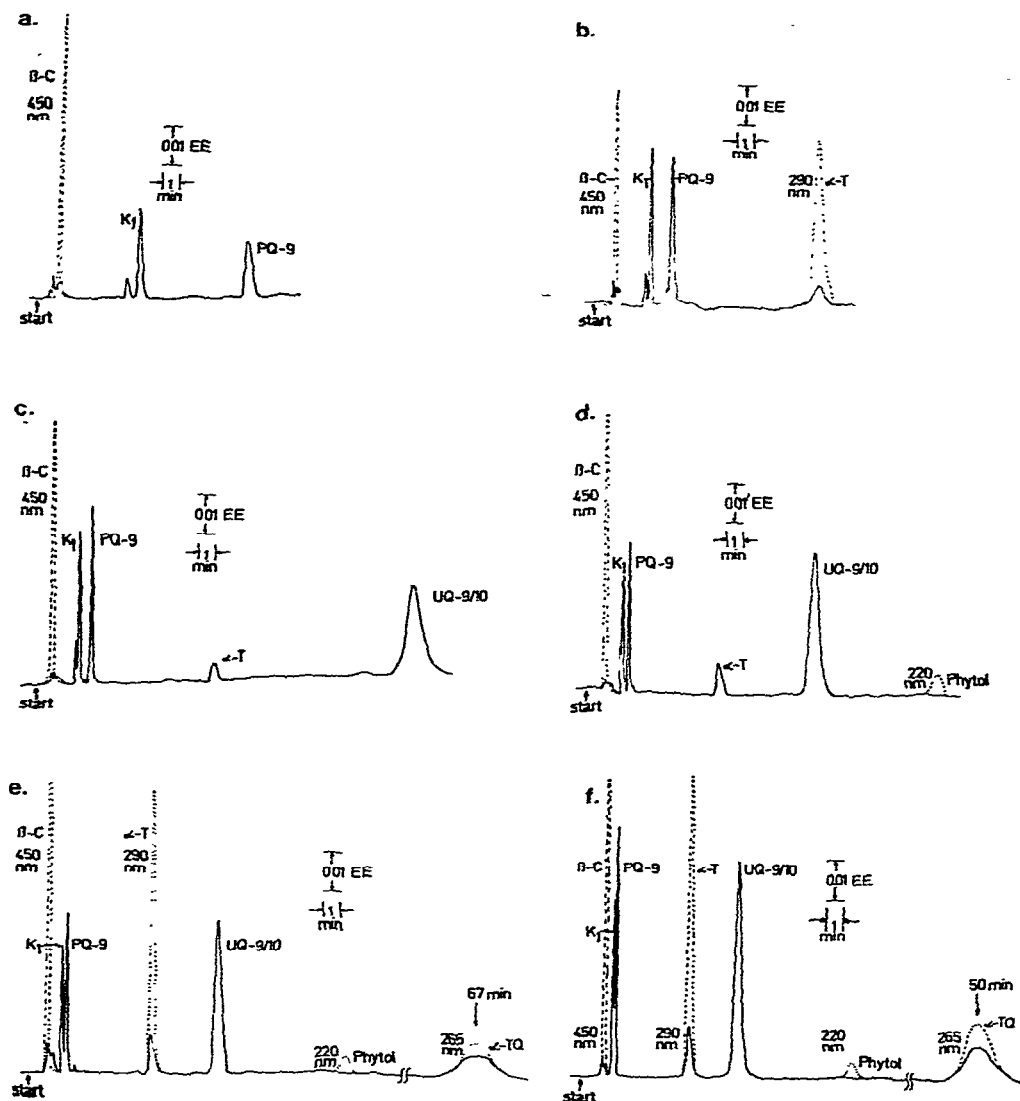 a.
β-C
450
nm
0.01 EE
1
min
K1
PQ-9
start
b.
β-C
450
nm
K1
PQ-9
0.01 EE
1
min
290
nm
α-T
start
c.
β-C
450
nm
K1
PQ-9
0.01 EE
1
min
α-T
UQ-9/10
start
d.
β-C
450
nm
K1
PQ-9
0.01 EE
1
min
α-T
UQ-9/10
220
nm
Phytol
start
e.
β-C
450
nm
K1
PQ-9
α-T
290
nm
UQ-9/10
0.01 EE
1
min
220
nm
Phytol
67 min
265
nm
α-TQ
start
f.
β-C
K1
450
nm
PQ-9
290
nm
α-T
UQ-9/10
0.01 EE
1
min
220
nm
Phytol
50 min
265
nm
α-TQ
start